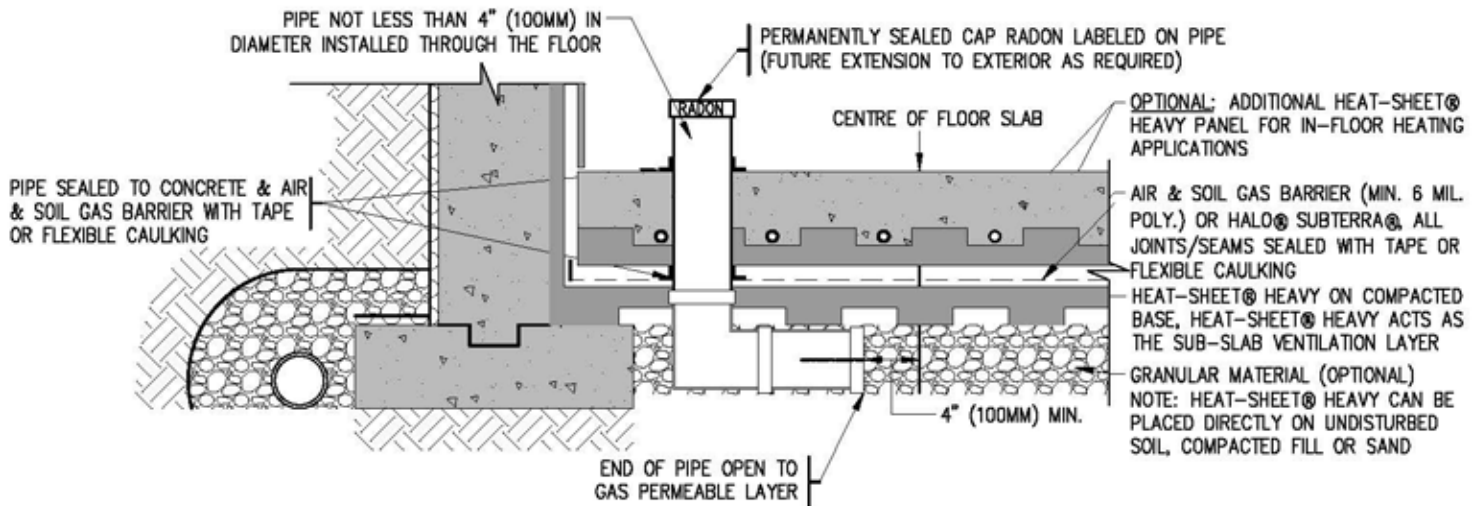 PIPE NOT LESS THAN 4" (100MM) IN
DIAMETER INSTALLED THROUGH THE FLOOR
PERMANENTLY SEALED CAP RADON LABELED ON PIPE
(FUTURE EXTENSION TO EXTERIOR AS REQUIRED)
RADON
CENTRE OF FLOOR SLAB
OPTIONAL: ADDITIONAL HEAT-SHEET®
HEAVY PANEL FOR IN-FLOOR HEATING
APPLICATIONS
PIPE SEALED TO CONCRETE & AIR
& SOIL GAS BARRIER WITH TAPE
OR FLEXIBLE CAULKING
AIR & SOIL GAS BARRIER (MIN. 6 MIL.
POLY.) OR HALO® SUBTERRA®, ALL
JOINTS/SEAMS SEALED WITH TAPE OR
FLEXIBLE CAULKING
HEAT-SHEET® HEAVY ON COMPACTED
BASE, HEAT-SHEET® HEAVY ACTS AS
THE SUB-SLAB VENTILATION LAYER
GRANULAR MATERIAL (OPTIONAL)
NOTE: HEAT-SHEET® HEAVY CAN BE
PLACED DIRECTLY ON UNDISTURBED
SOIL, COMPACTED FILL OR SAND
4" (100MM) MIN.
END OF PIPE OPEN TO
GAS PERMEABLE LAYER